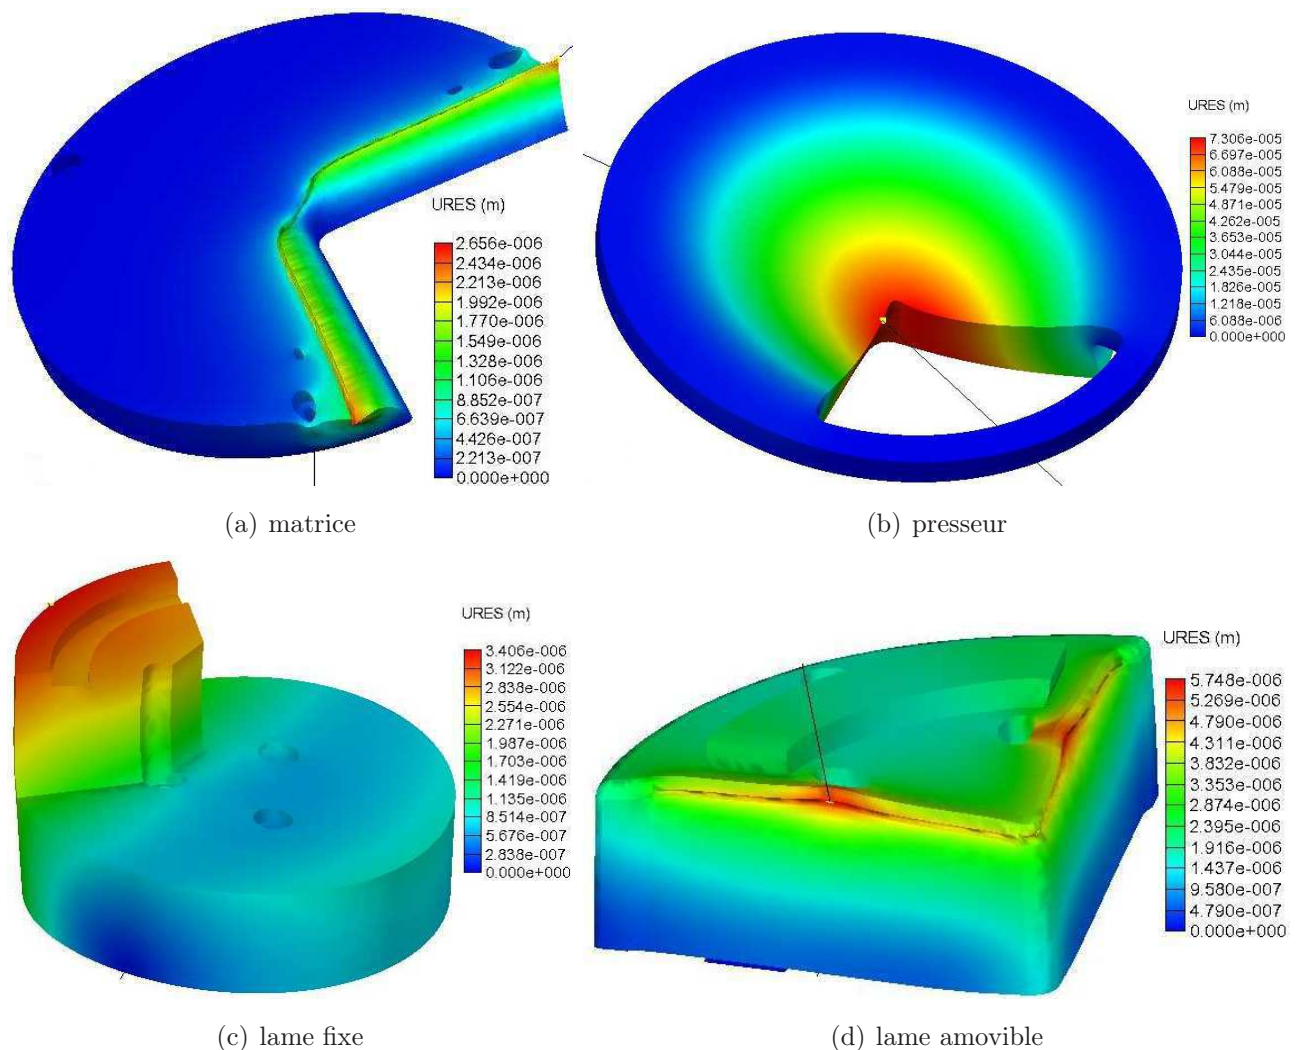 URES (m)
2.656e-006
2.434e-006
2.213e-006
1.992e-006
1.770e-006
1.549e-006
1.328e-006
1.106e-006
8.852e-007
6.639e-007
4.426e-007
2.213e-007
0.000e+000
(a) matrice
URES (m)
7.306e-005
6.697e-005
6.088e-005
5.479e-005
4.871e-005
4.262e-005
3.653e-005
3.044e-005
2.435e-005
1.826e-005
1.218e-005
6.088e-006
0.000e+000
(b) presseur
URES (m)
3.406e-006
3.122e-006
2.838e-006
2.554e-006
2.271e-006
1.987e-006
1.703e-006
1.419e-006
1.135e-006
8.514e-007
5.676e-007
2.838e-007
0.000e+000
(c) lame fixe
URES (m)
5.748e-006
5.269e-006
4.790e-006
4.311e-006
3.832e-006
3.353e-006
2.874e-006
2.395e-006
1.916e-006
1.437e-006
9.580e-007
4.790e-007
0.000e+000
(d) lame amovible